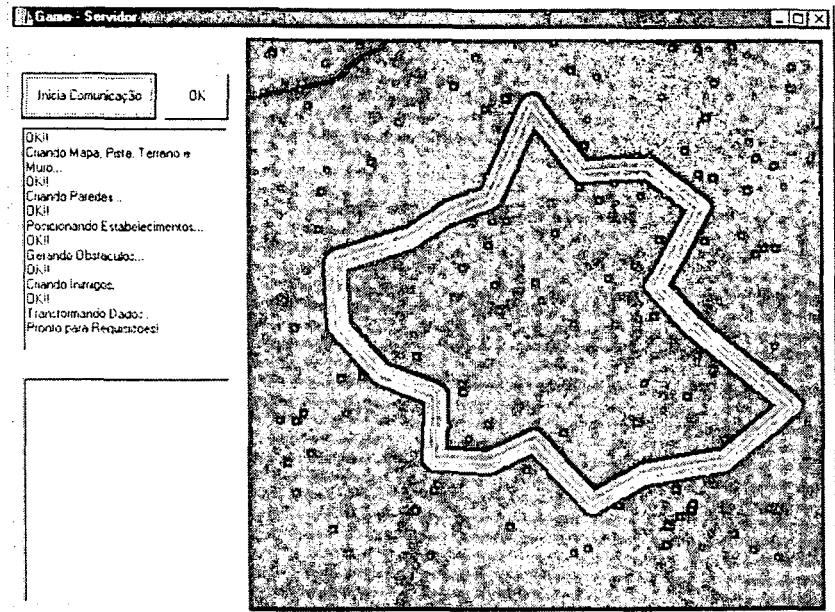 Game - Servidor
Inicia Comunicação
OK
OK!!
Criando Mapa, Pista, Terreno e
Muro...
OK!!
Criando Paredes...
OK!!
Posicionando Estabelecimentos...
OK!!
Gerando Obstaculos...
OK!!
Criando Inimigos.
OK!!
Transformando Dados...
Pronto para Requisitoes!